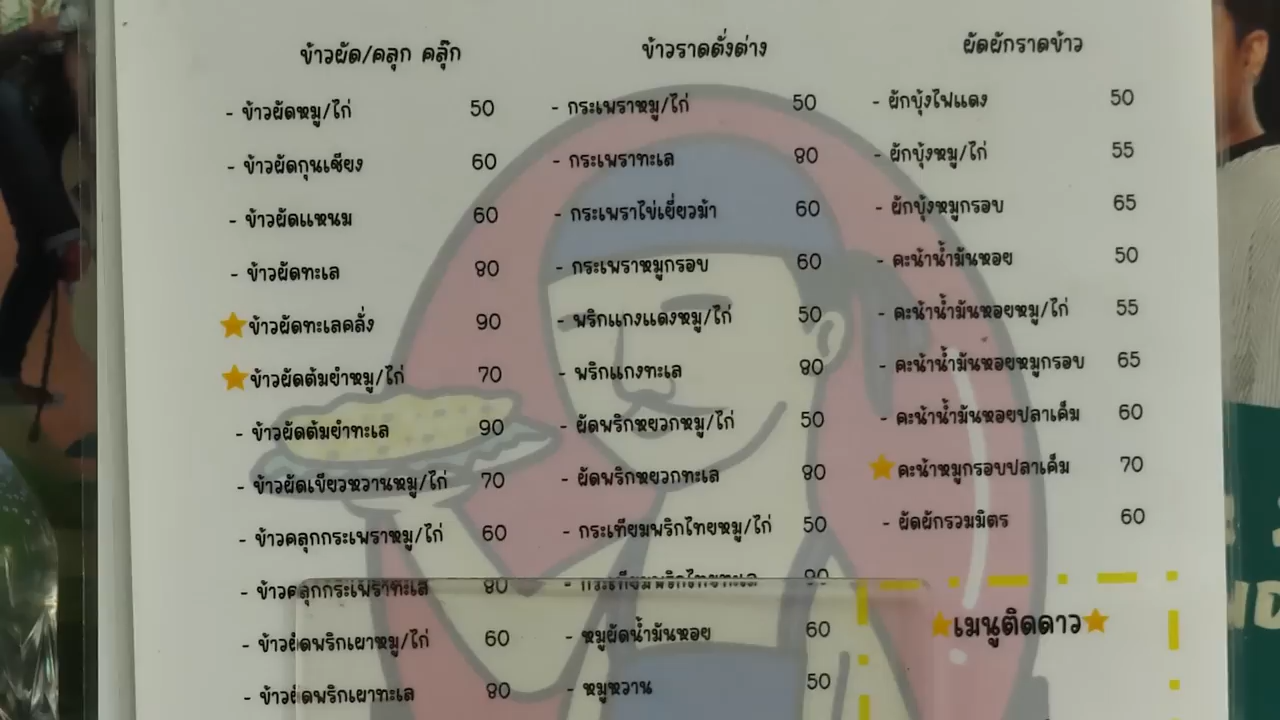 ข้าวผัด/คลุก คลุ๊ก
- ข้าวผัดหมู/ไก่ 50
- ข้าวผัดกุนเชียง 60
- ข้าวผัดแหนม 60
- ข้าวผัดทะเล 80
ข้าวผัดทะเลคลั่ง 90
ข้าวผัดต้มยำหมู/ไก่ 70
- ข้าวผัดต้มยำทะเล 90
- ข้าวผัดเขียวหวานหมู/ไก่ 70
- ข้าวคลุกกระเพราหมู/ไก่ 60
- ข้าวคลุกกระเพราทะเล 80
- ข้าวผัดพริกเผาหมู/ไก่ 60
- ข้าวผัดพริกเผาทะเล 80
ข้าวราดตั่งต่าง
- กระเพราหมู/ไก่ 50
- กระเพราทะเล 80
- กระเพราไข่เยี่ยวม้า 60
- กระเพราหมูกรอบ 60
- พริกแกงแดงหมู/ไก่ 50
- พริกแกงทะเล 80
- ผัดพริกหยวกหมู/ไก่ 50
- ผัดพริกหยวกทะเล 80
- กระเทียมพริกไทยหมู/ไก่ 50
- กระเทียมพริกไทยทะเล 80
- หมูผัดน้ำมันหอย 60
- หมูหวาน 50
ผัดผักราดข้าว
- ผักบุ้งไฟแดง 50
- ผักบุ้งหมู/ไก่ 55
- ผักบุ้งหมูกรอบ 65
- คะน้าน้ำมันหอย 50
- คะน้าน้ำมันหอยหมู/ไก่ 55
- คะน้าน้ำมันหอยหมูกรอบ 65
- คะน้าน้ำมันหอยปลาเค็ม 60
คะน้าหมูกรอบปลาเค็ม 70
- ผัดผักรวมมิตร 60
เมนูติดดาว